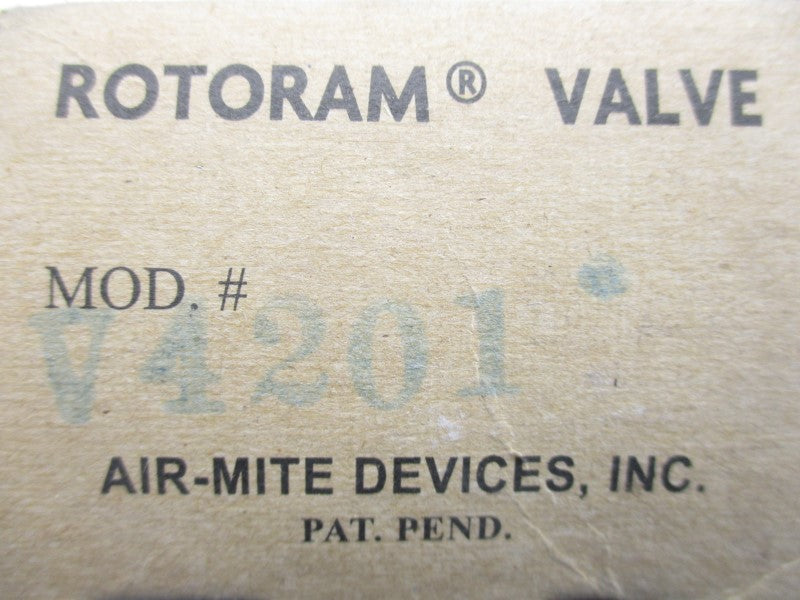 ROTORAM® VALVE
MOD. #
V4201
AIR-MITE DEVICES, INC.
PAT. PEND.